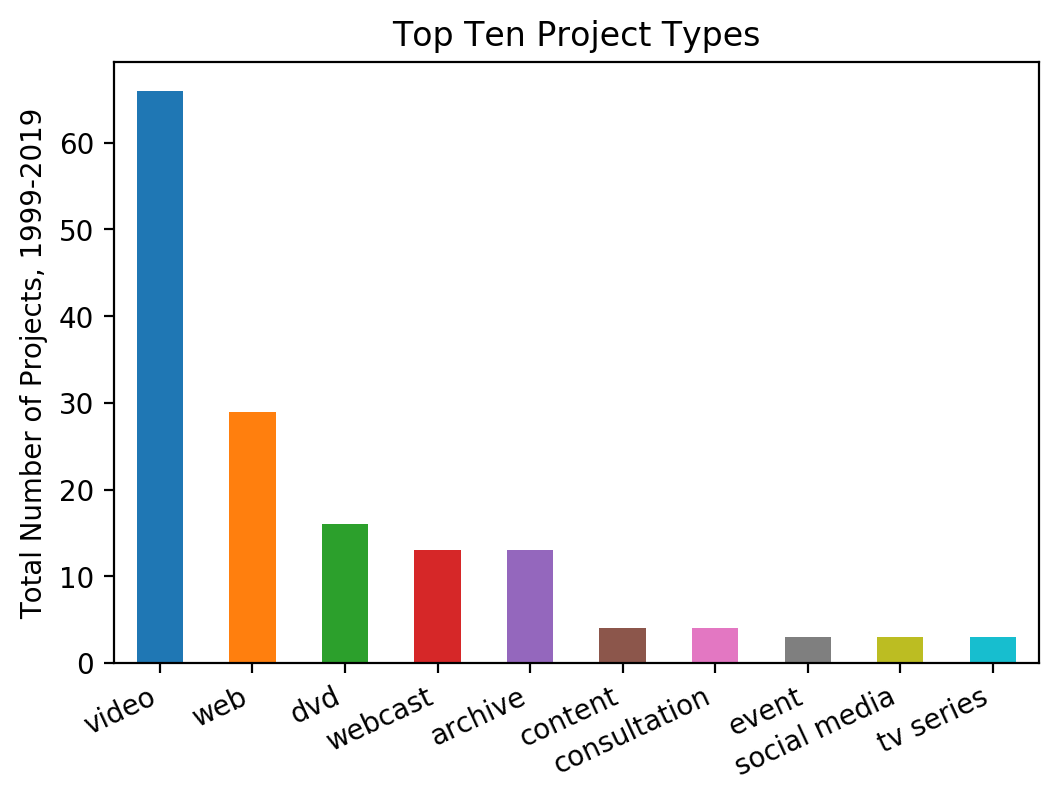 Top Ten Project Types
Total Number of Projects, 1999-2019
60
50
40
30
20
10
0
video
web
dvd
webcast
archive
content
consultation
event
social media
tv series